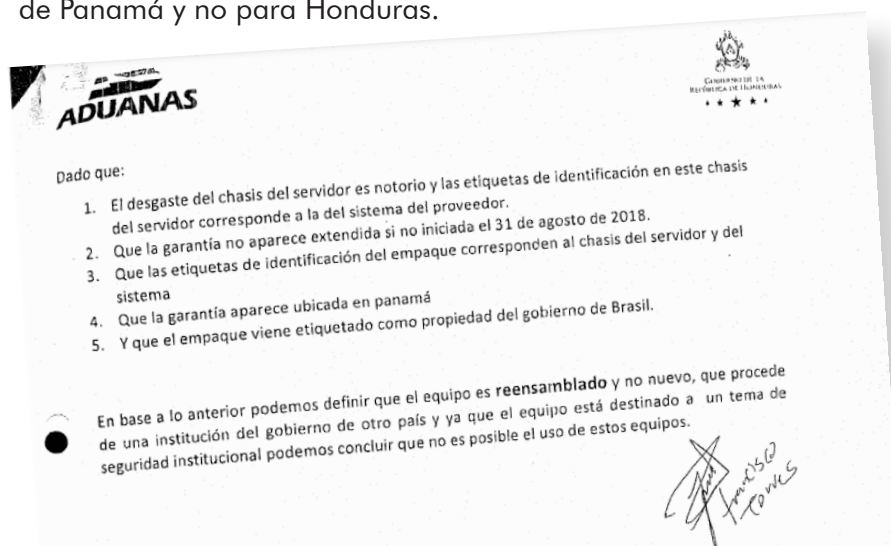 de Panamá y no para Honduras.
ADUANAS
GOBIERNO DE LA
REPÚBLICA DE HONDURAS
Dado que:
1. El desgaste del chasis del servidor es notorio y las etiquetas de identificación en este chasis
del servidor corresponde a la del sistema del proveedor.
2. Que la garantía no aparece extendida si no iniciada el 31 de agosto de 2018.
3. Que las etiquetas de identificación del empaque corresponden al chasis del servidor y del
sistema
4. Que la garantía aparece ubicada en panamá
5. Y que el empaque viene etiquetado como propiedad del gobierno de Brasil.
En base a lo anterior podemos definir que el equipo es reensamblado y no nuevo, que procede
de una institución del gobierno de otro país y ya que el equipo está destinado a un tema de
seguridad institucional podemos concluir que no es posible el uso de estos equipos.
Francisco
Torres